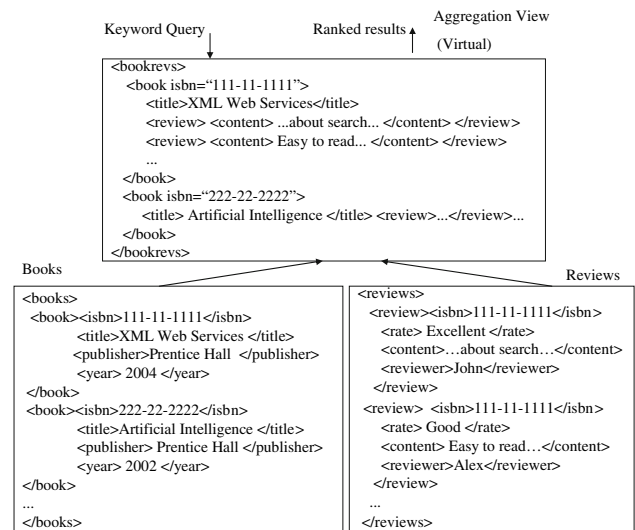 Keyword Query
Ranked results
Aggregation View
(Virtual)
<bookrevs>
<book isbn=“111-11-1111”>
<title>XML Web Services</title>
<review> <content> ...about search... </content> </review>
<review> <content> Easy to read... </content> </review>
...
</book>
<book isbn=“222-22-2222”>
<title> Artificial Intelligence </title> <review>...</review>...
</book>
</bookrevs>
Books
<books>
<book><isbn>111-11-1111</isbn>
<title>XML Web Services </title>
<publisher>Prentice Hall </publisher>
<year> 2004 </year>
</book>
<book><isbn>222-22-2222</isbn>
<title>Artificial Intelligence </title>
<publisher> Prentice Hall </publisher>
<year> 2002 </year>
</book>
...
</books>
Reviews
<reviews>
<review><isbn>111-11-1111</isbn>
<rate> Excellent </rate>
<content>…about search…</content>
<reviewer>John</reviewer>
</review>
<review> <isbn>111-11-1111</isbn>
<rate> Good </rate>
<content> Easy to read…</content>
<reviewer>Alex</reviewer>
</review>
...
</reviews>